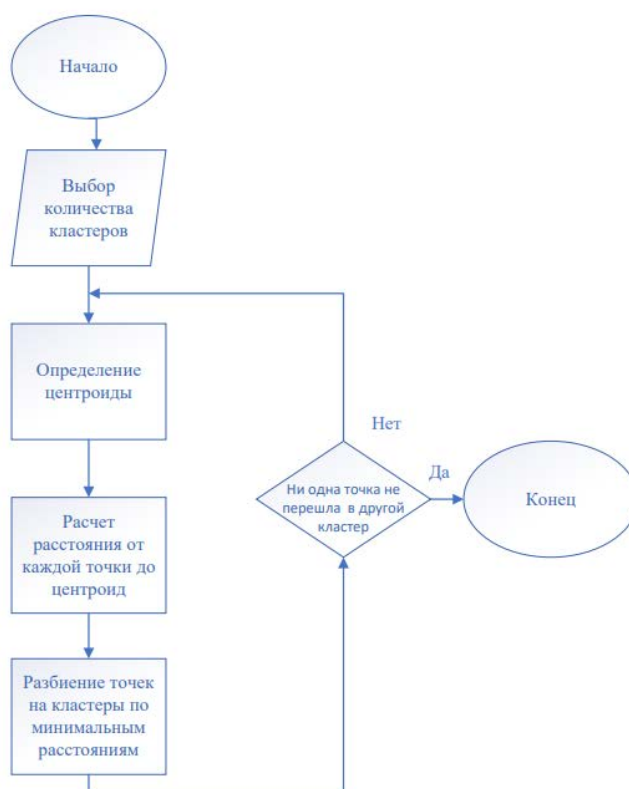 Начало
Выбор
количества
кластеров
Определение
центроиды
Расчет
расстояния от
каждой точки до
центроид
Разбиение точек
на кластеры по
минимальным
расстояниям
Нет
Ни одна точка не
перешла в другой
кластер
Да
Конец